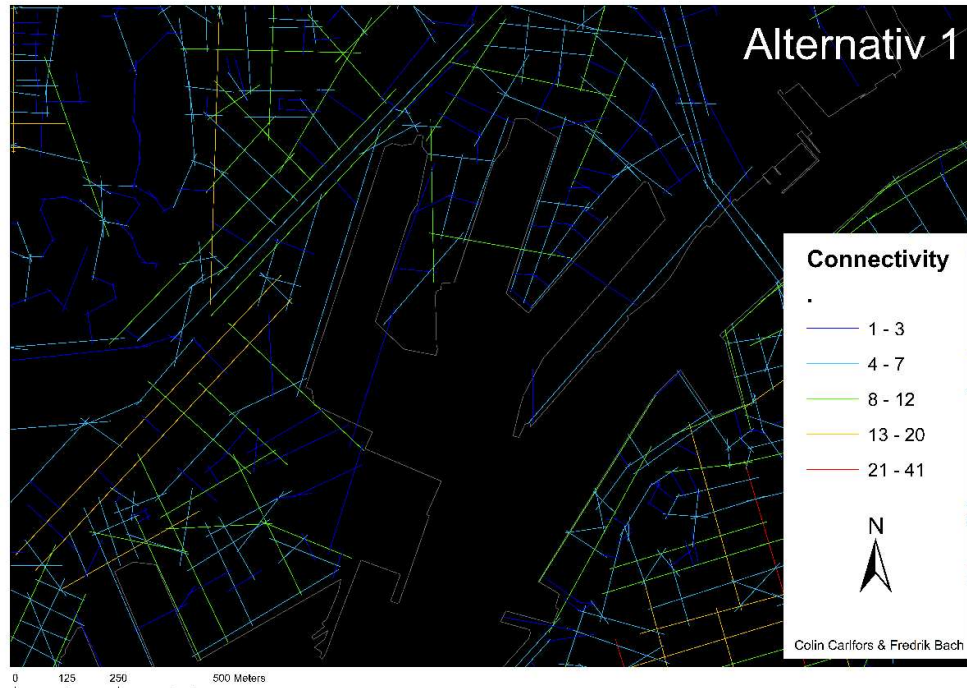 Alternativ 1
Connectivity
.
1 - 3
4 - 7
8 - 12
13 - 20
21 - 41
N
Colin Carlfors & Fredrik Bach
0 125 250 500 Meters